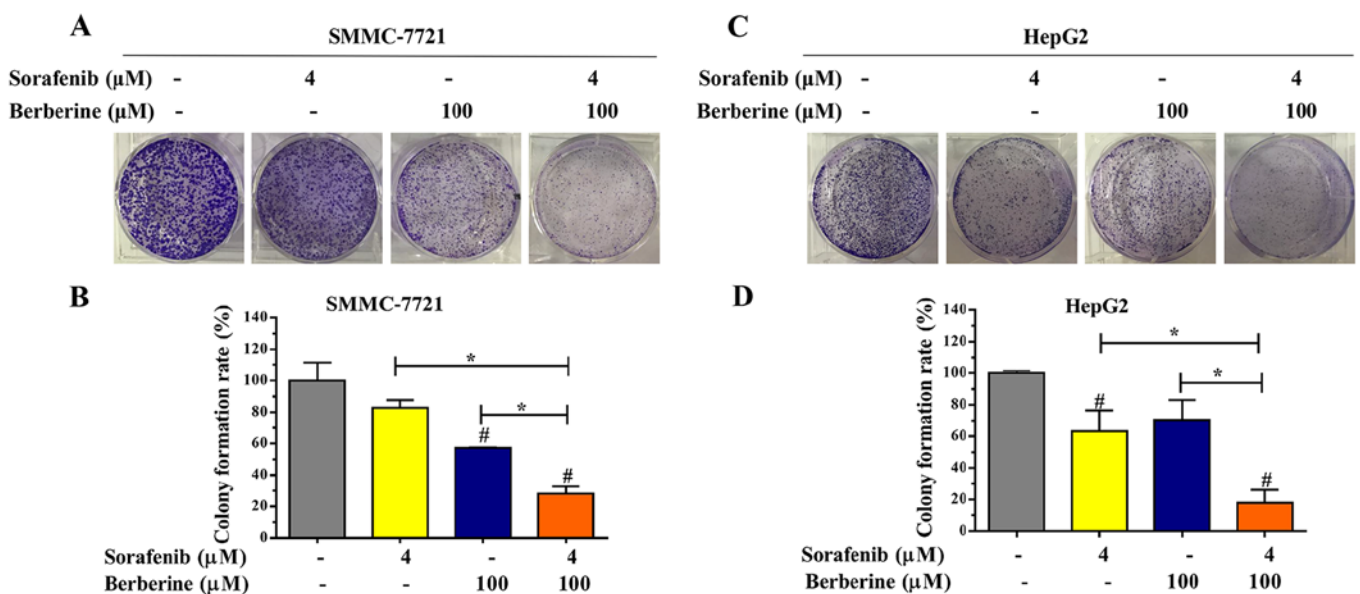 A
SMMC-7721
Sorafenib (μM) - 4 - 4
Berberine (μM) - - 100 100
C
HepG2
Sorafenib (μM) - 4 - 4
Berberine (μM) - - 100 100
B
SMMC-7721
Colony formation rate (%)
140
120
100
80
60
40
20
0
*
*
#
#
Sorafenib (μM) - 4 - 4
Berberine (μM) - - 100 100
D
HepG2
Colony formation rate (%)
140
120
100
80
60
40
20
0
*
*
#
#
Sorafenib (μM) - 4 - 4
Berberine (μM) - - 100 100